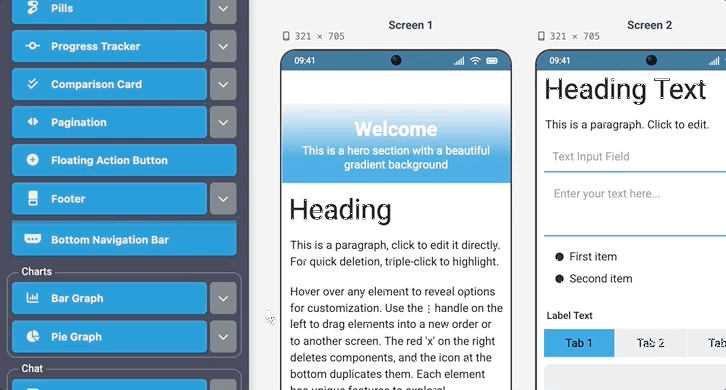 Pills
Progress Tracker
Comparison Card
Pagination
Floating Action Button
Footer
Bottom Navigation Bar
Charts
Bar Graph
Pie Graph
Chat
Screen 1
321 × 705
09:41
Welcome
This is a hero section with a beautiful
gradient background
Heading
This is a paragraph, click to edit it directly.
For quick deletion, triple-click to highlight.
Hover over any element to reveal options
for customization. Use the ⋮ handle on the
left to drag elements into a new order or
to another screen. The red 'x' on the right
deletes components, and the icon at the
bottom duplicates them. Each element
has unique features to explore!
Screen 2
321 × 705
09:41
Heading Text
This is a paragraph. Click to edit.
Text Input Field
Enter your text here...
First item
Second item
Label Text
Tab 1
Tab 2
Tab